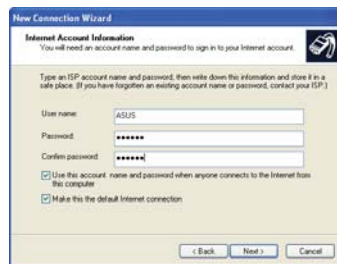 New Connection Wizard
Internet Account Information
You will need an account name and password to sign in to your Internet account.
Type an ISP account name and password, then write down this information and store it in a
safe place. (If you have forgotten an existing account name or password, contact your ISP.)
User name:
ASUS
Password:
••••••
Confirm password:
••••••
Use this account name and password when anyone connects to the Internet from
this computer
Make this the default Internet connection
< Back
Next >
Cancel